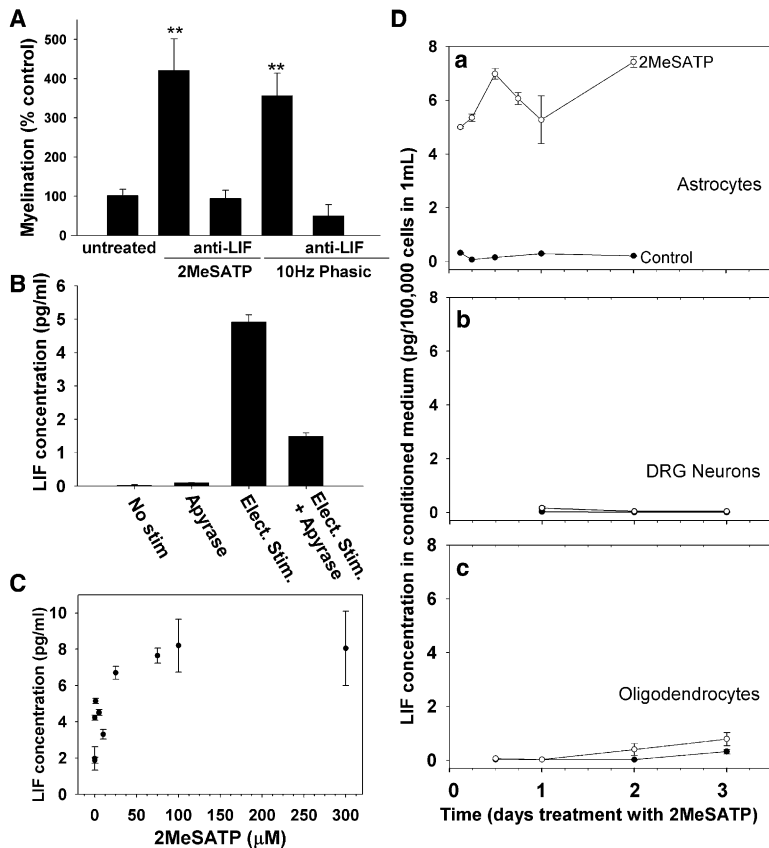 A
Myelination (% control)
500
400
300
200
100
0
**
**
untreated
anti-LIF
anti-LIF
2MeSATP
10Hz Phasic
B
LIF concentration (pg/ml)
6
5
4
3
2
1
0
No stim
Apyrase
Elect. Stim.
Elect. Stim.
+ Apyrase
C
LIF concentration (pg/ml)
10
8
6
4
2
0
0 50 100 150 200 250 300
2MeSATP (μM)
D
LIF concentration in conditioned medium (pg/100,000 cells in 1mL)
a
8
6
4
2
0
2MeSATP
Astrocytes
Control
b
8
6
4
2
0
DRG Neurons
c
8
6
4
2
0
Oligodendrocytes
0 1 2 3
Time (days treatment with 2MeSATP)